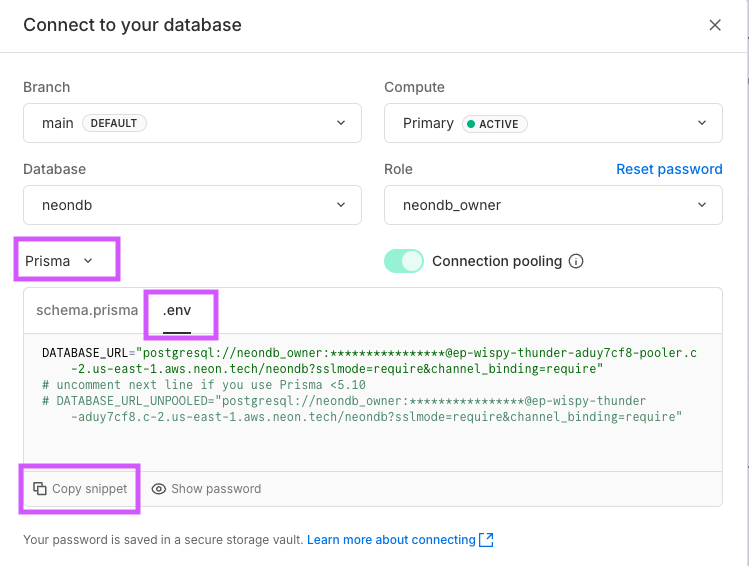 Connect to your database
Branch
Compute
main DEFAULT
Primary ACTIVE
Database
Role
Reset password
neondb
neondb_owner
Prisma
Connection pooling
schema.prisma
.env
DATABASE_URL="postgresql://neondb_owner:****************@ep-wispy-thunder-aduy7cf8-pooler.c
-2.us-east-1.aws.neon.tech/neondb?sslmode=require&channel_binding=require"
# uncomment next line if you use Prisma <5.10
# DATABASE_URL_UNPOOLED="postgresql://neondb_owner:****************@ep-wispy-thunder
-aduy7cf8.c-2.us-east-1.aws.neon.tech/neondb?sslmode=require&channel_binding=require"
Copy snippet
Show password
Your password is saved in a secure storage vault. Learn more about connecting